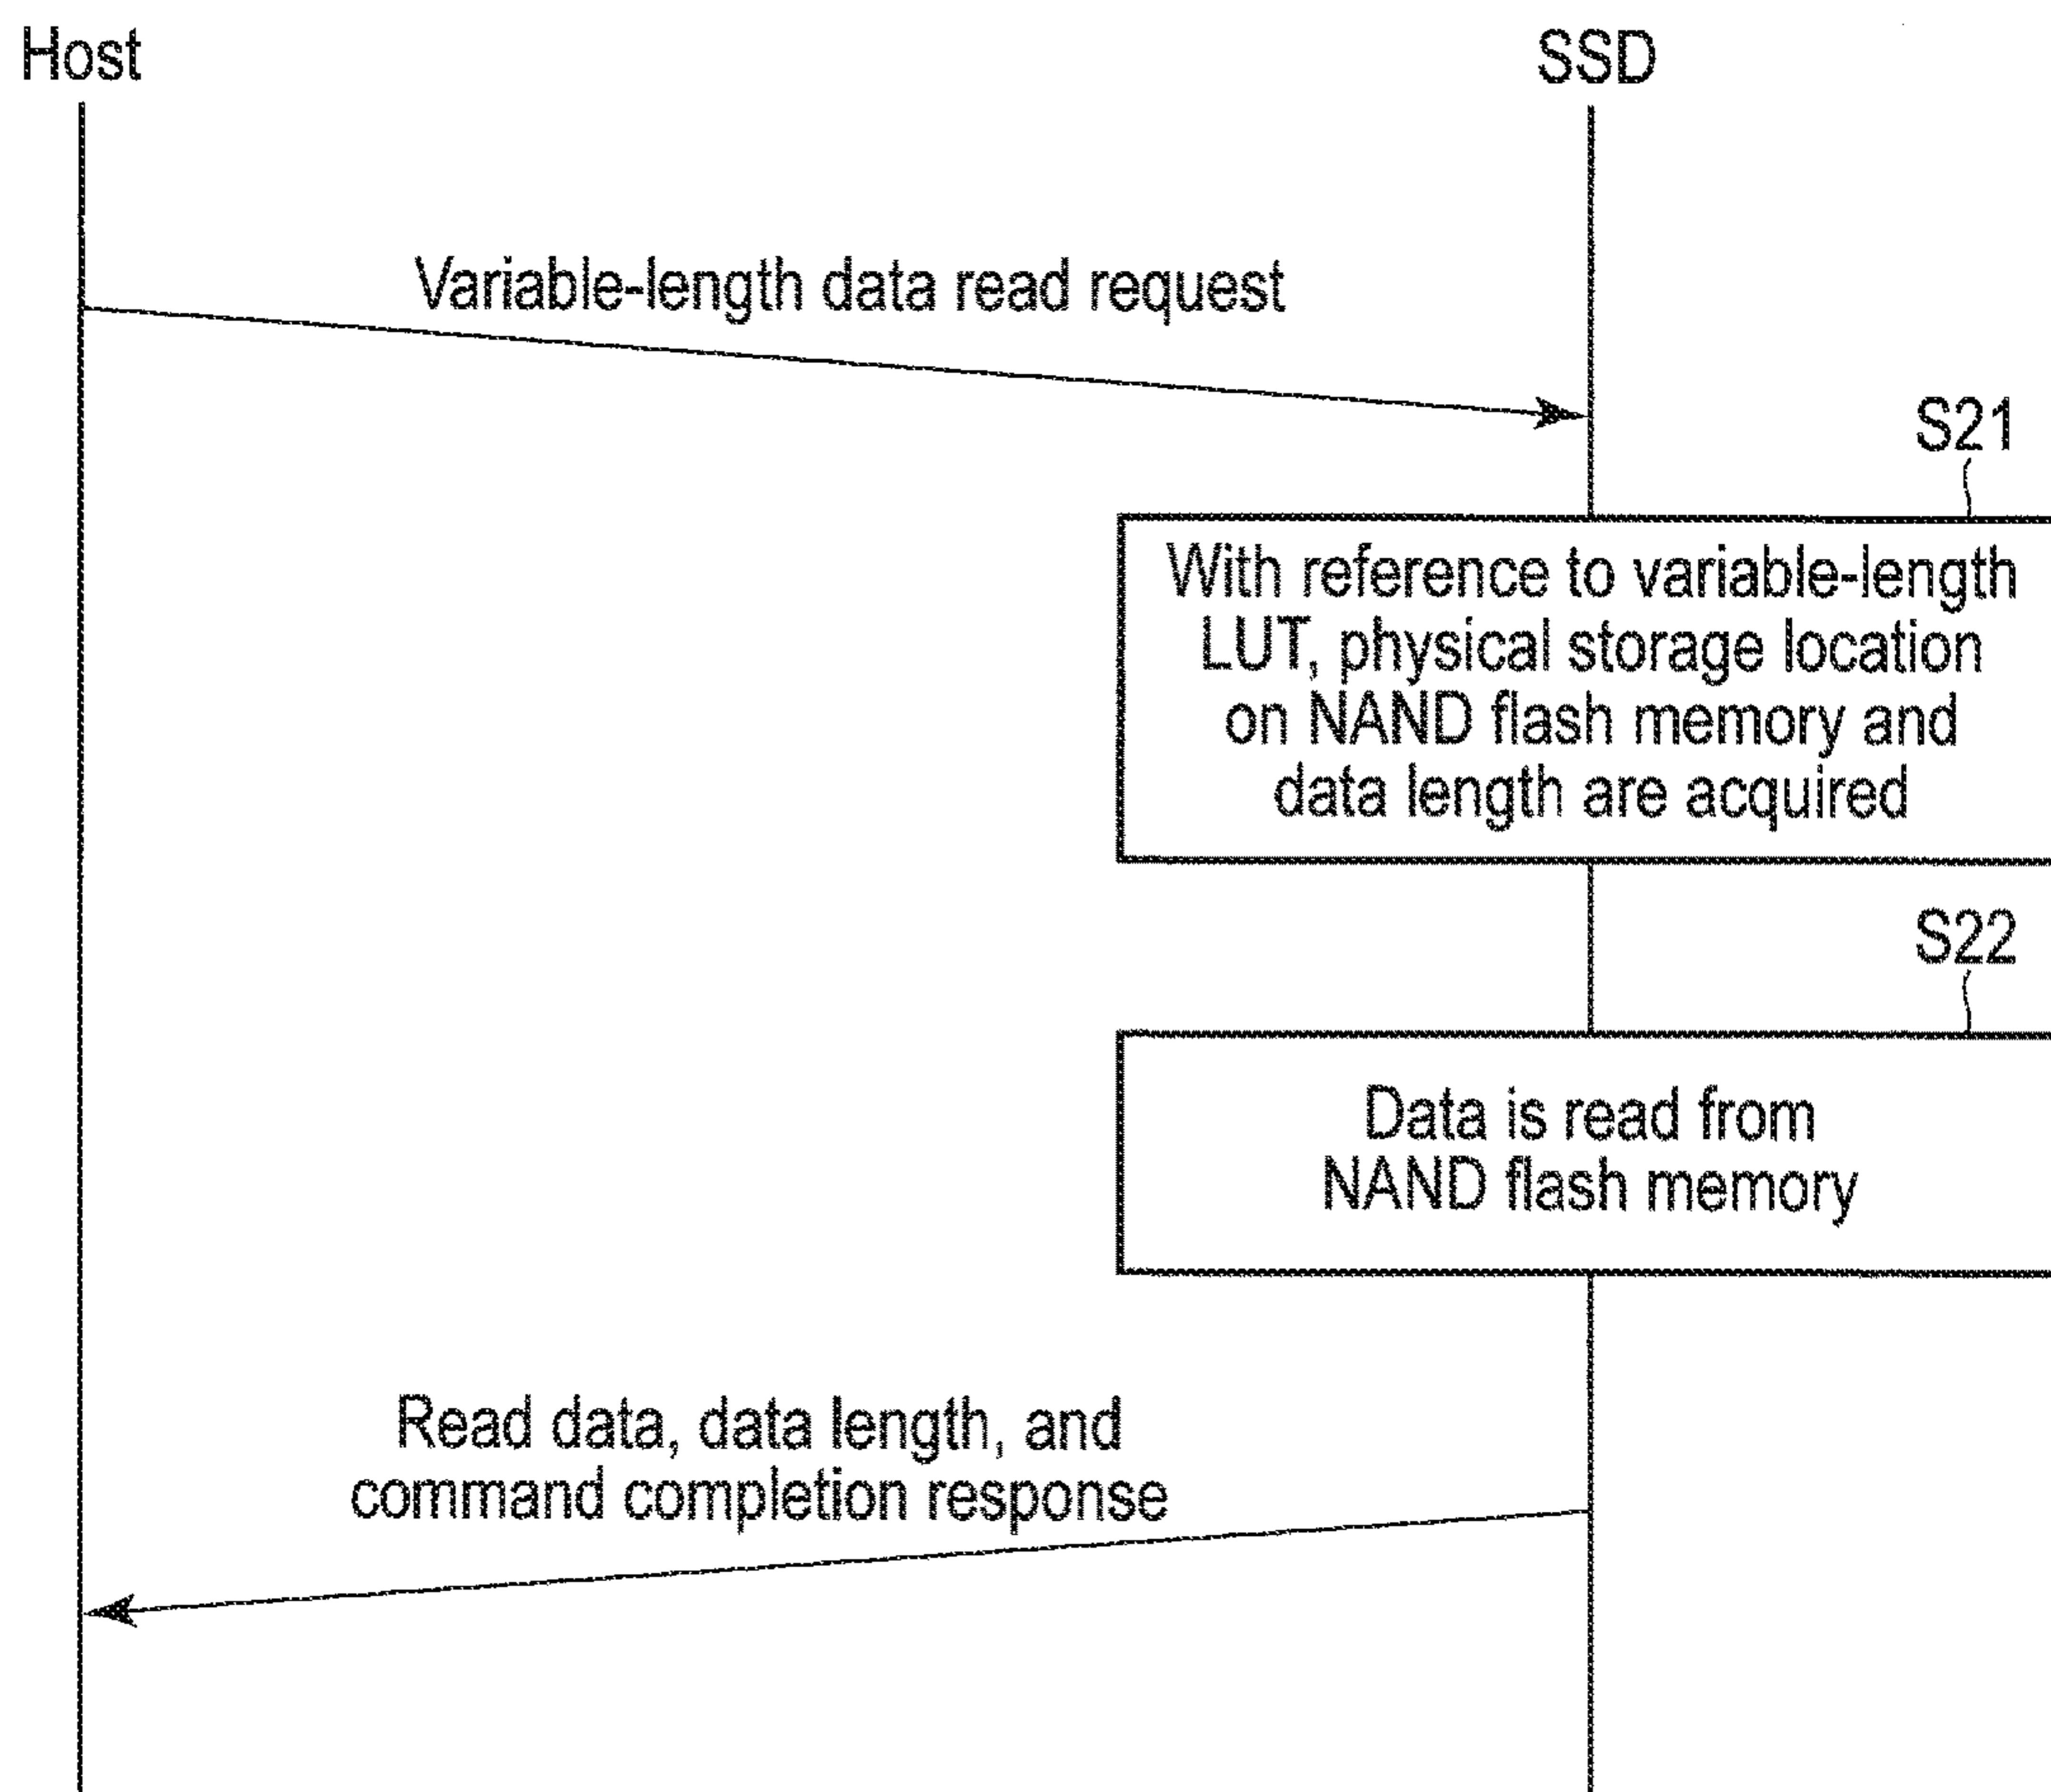 Host
SSD
Variable-length data read request
S21
With reference to variable-length
LUT, physical storage location
on NAND flash memory and
data length are acquired
S22
Data is read from
NAND flash memory
Read data, data length, and
command completion response